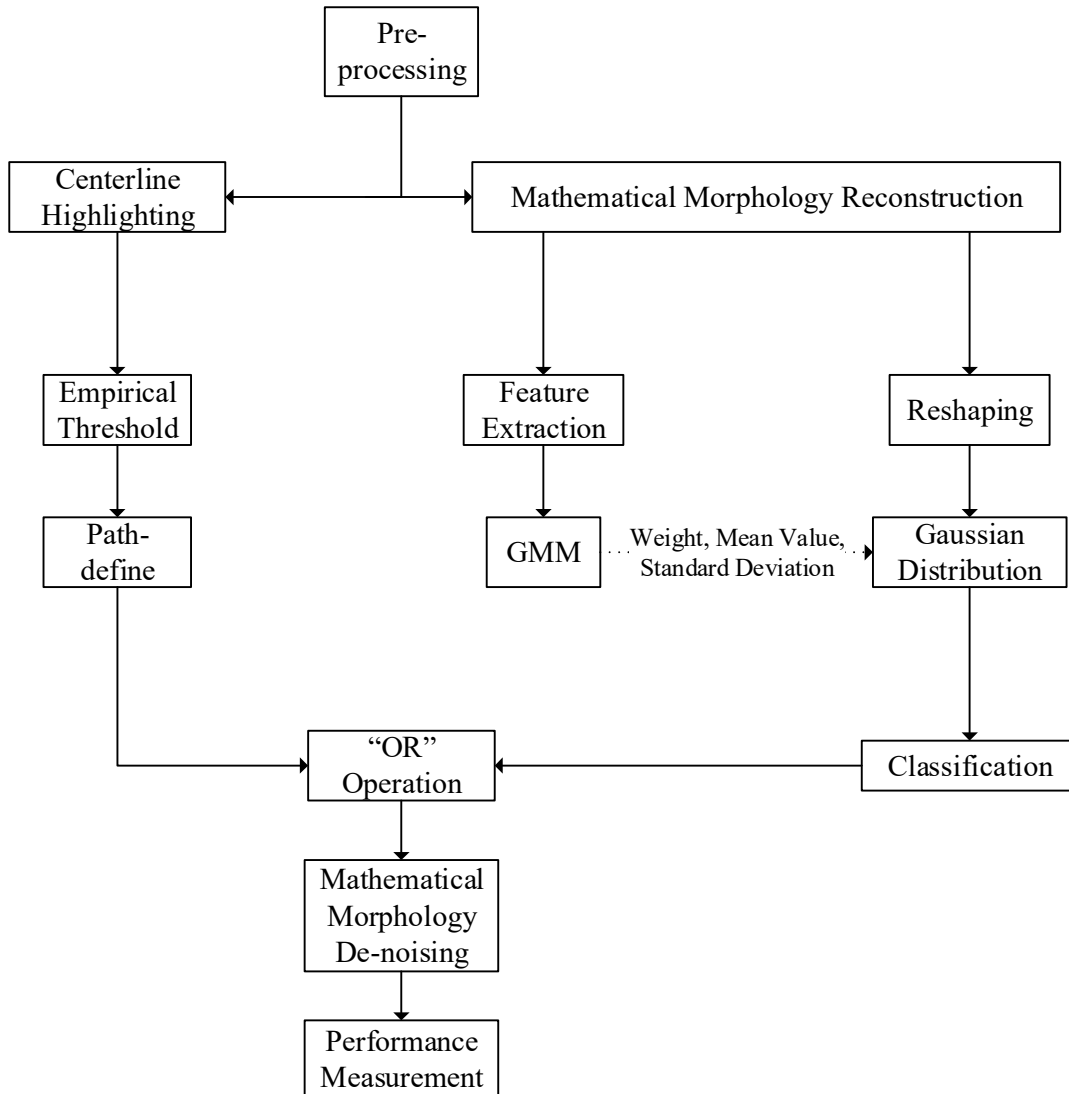 Pre-
processing
Centerline
Highlighting
Mathematical Morphology Reconstruction
Empirical
Threshold
Feature
Extraction
Reshaping
Path-
define
GMM
Weight, Mean Value,
Standard Deviation
Gaussian
Distribution
“OR”
Operation
Classification
Mathematical
Morphology
De-noising
Performance
Measurement